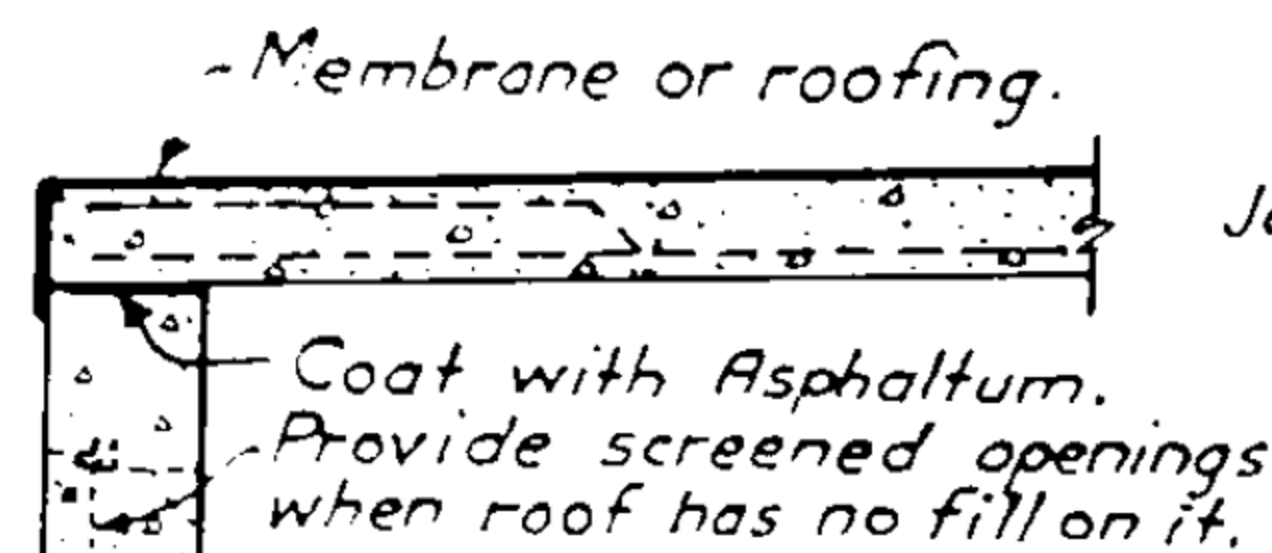 Membrane or roofing.
Coat with Asphaltum.
Provide screened openings
when roof has no fill on it.